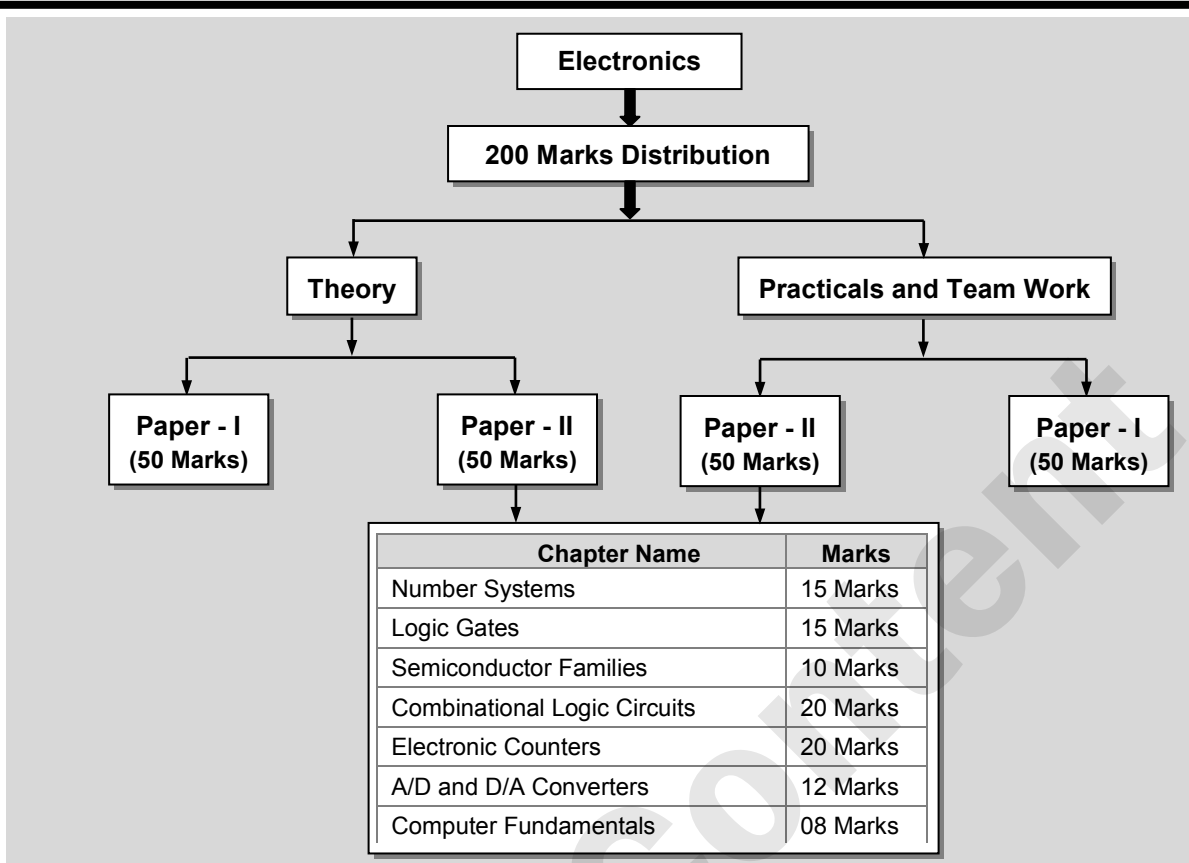 Electronics
200 Marks Distribution
Theory
Practicals and Team Work
Paper - I
(50 Marks)
Paper - II
(50 Marks)
Paper - II
(50 Marks)
Paper - I
(50 Marks)
Chapter Name Marks
Number Systems 15 Marks
Logic Gates 15 Marks
Semiconductor Families 10 Marks
Combinational Logic Circuits 20 Marks
Electronic Counters 20 Marks
A/D and D/A Converters 12 Marks
Computer Fundamentals 08 Marks
Content